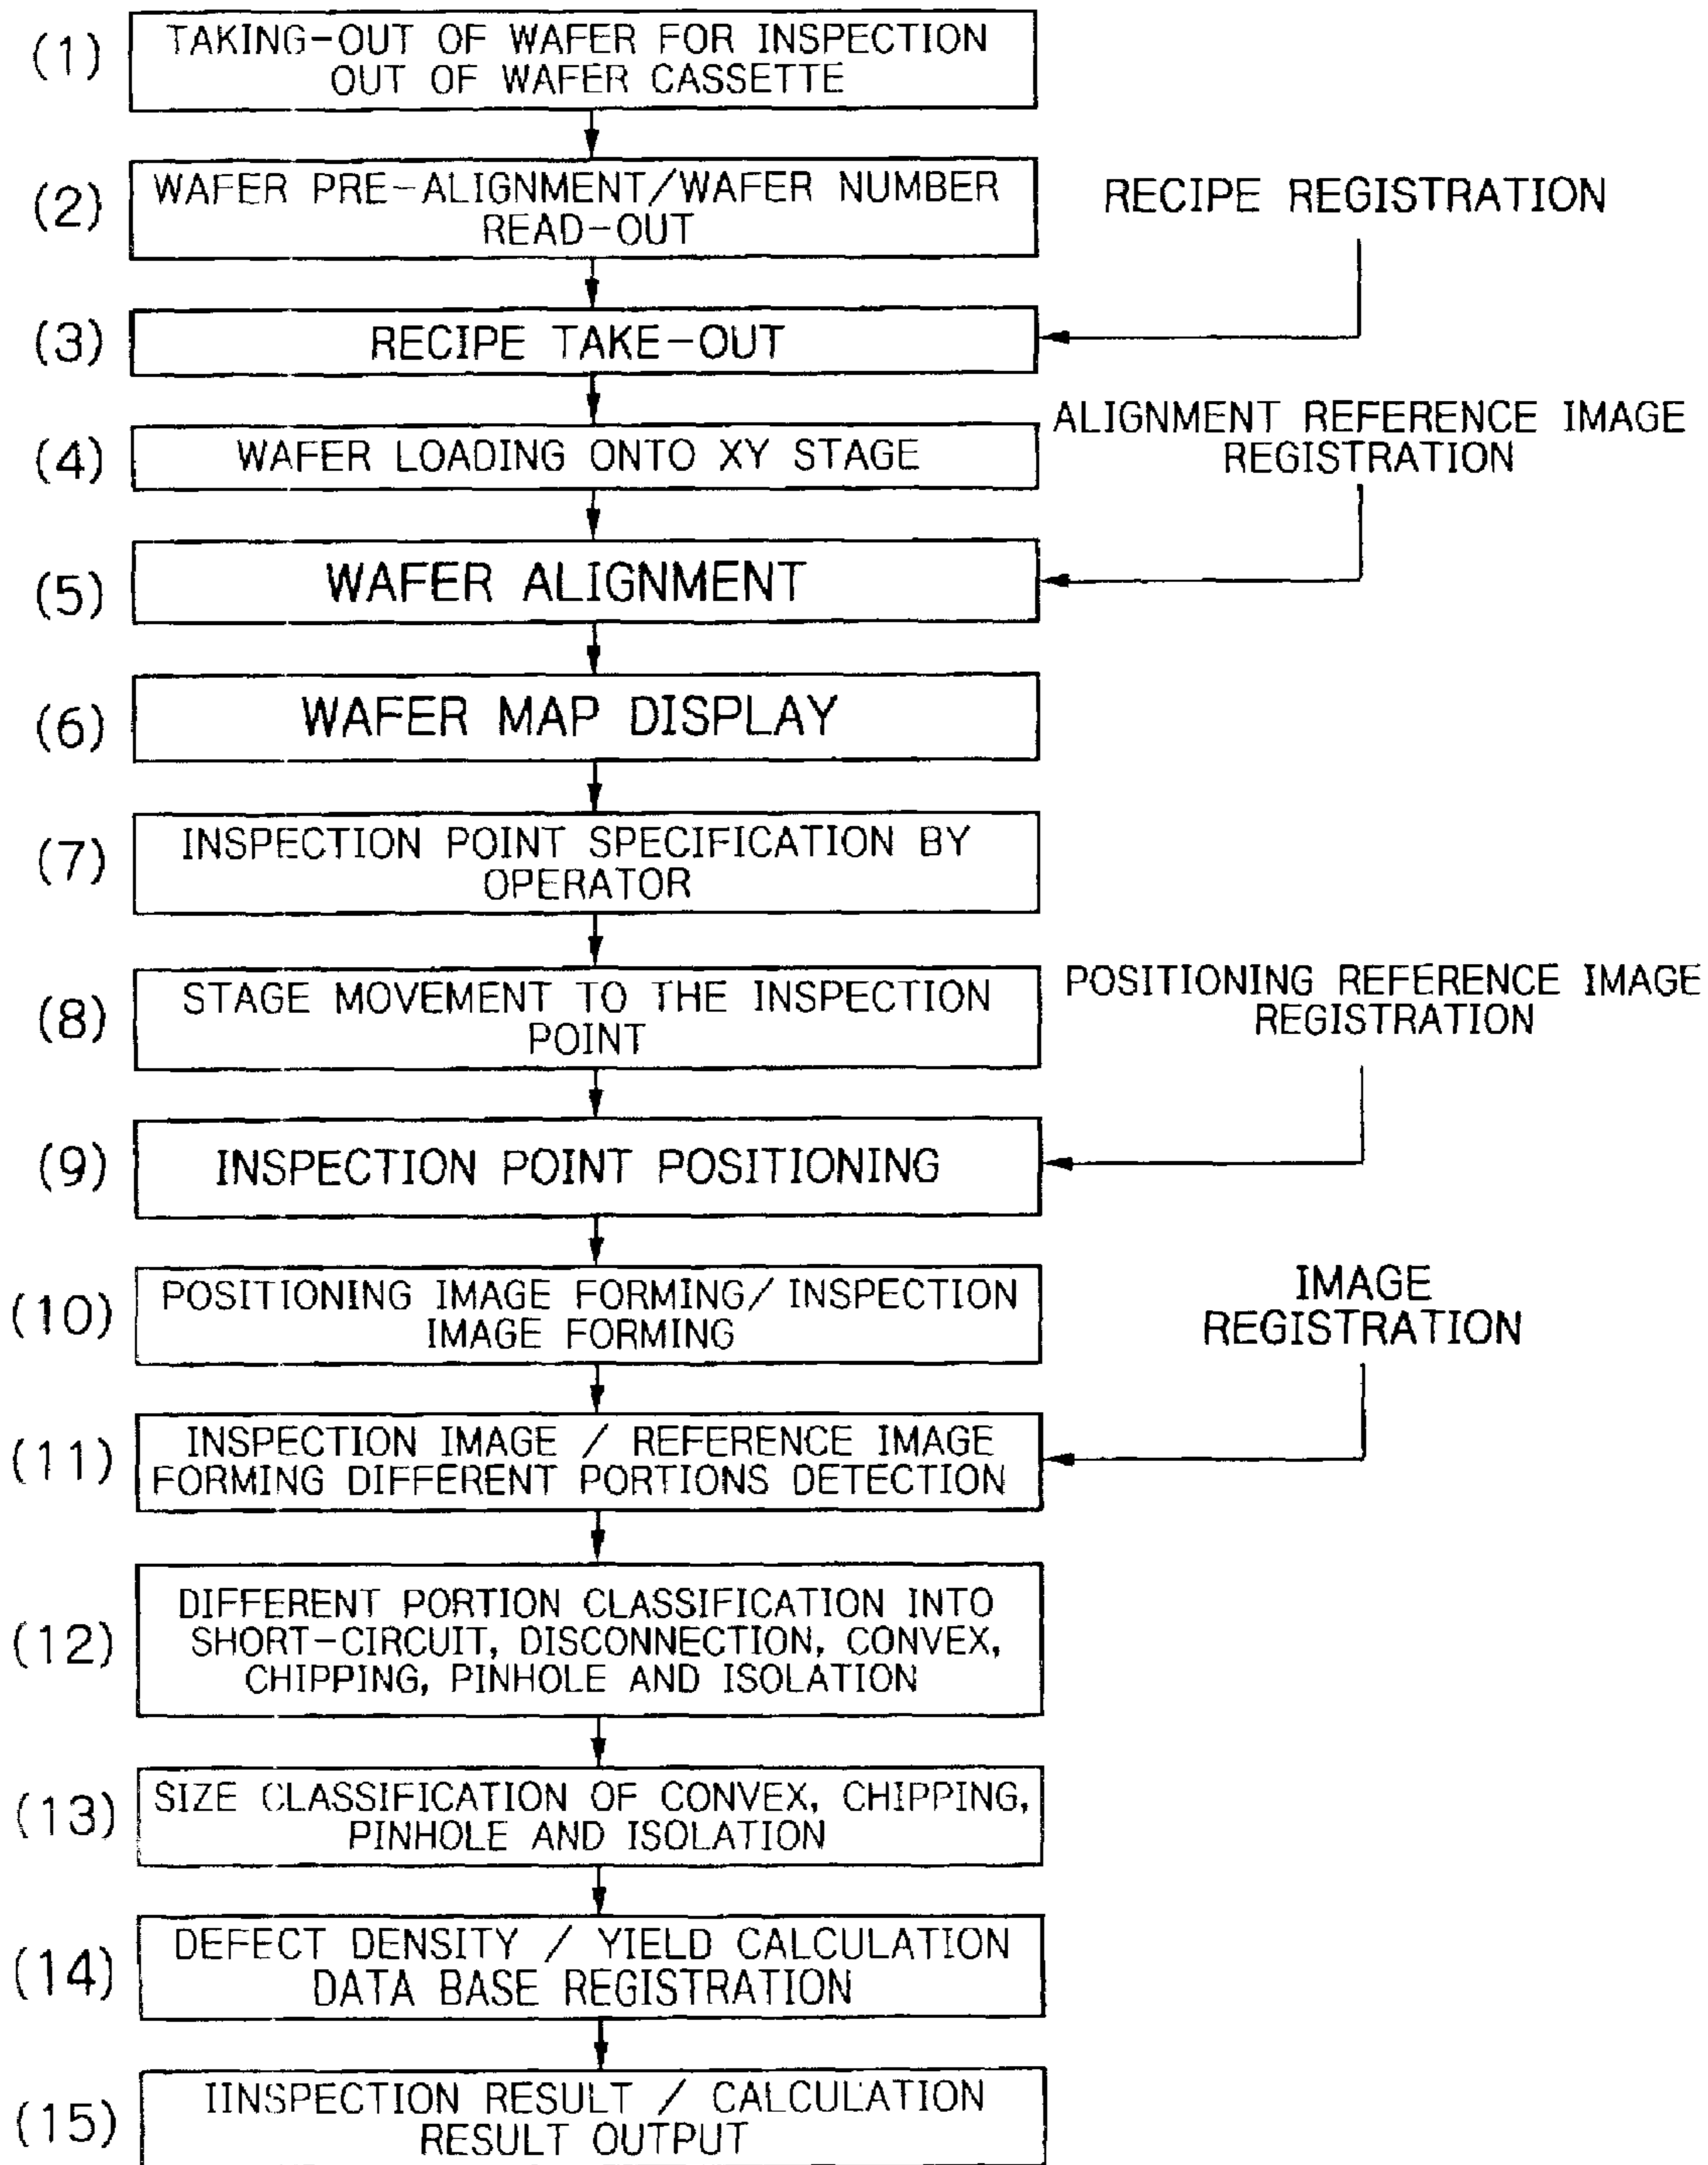 (1)
TAKING-OUT OF WAFER FOR INSPECTION
OUT OF WAFER CASSETTE
(2)
WAFER PRE-ALIGNMENT/WAFER NUMBER
READ-OUT
RECIPE REGISTRATION
(3)
RECIPE TAKE-OUT
(4)
WAFER LOADING ONTO XY STAGE
ALIGNMENT REFERENCE IMAGE
REGISTRATION
(5)
WAFER ALIGNMENT
(6)
WAFER MAP DISPLAY
(7)
INSPECTION POINT SPECIFICATION BY
OPERATOR
(8)
STAGE MOVEMENT TO THE INSPECTION
POINT
POSITIONING REFERENCE IMAGE
REGISTRATION
(9)
INSPECTION POINT POSITIONING
(10)
POSITIONING IMAGE FORMING/ INSPECTION
IMAGE FORMING
IMAGE
REGISTRATION
(11)
INSPECTION IMAGE / REFERENCE IMAGE
FORMING DIFFERENT PORTIONS DETECTION
(12)
DIFFERENT PORTION CLASSIFICATION INTO
SHORT-CIRCUIT, DISCONNECTION, CONVEX,
CHIPPING, PINHOLE AND ISOLATION
(13)
SIZE CLASSIFICATION OF CONVEX, CHIPPING,
PINHOLE AND ISOLATION
(14)
DEFECT DENSITY / YIELD CALCULATION
DATA BASE REGISTRATION
(15)
IINSPECTION RESULT / CALCULATION
RESULT OUTPUT